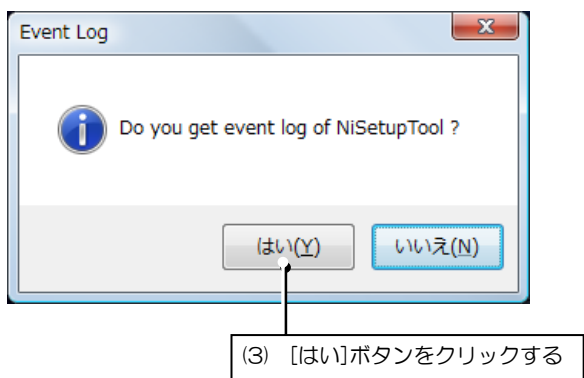 Event Log
Do you get event log of NiSetupTool ?
はい(Y)
いいえ(N)
(3) [はい]ボタンをクリックする